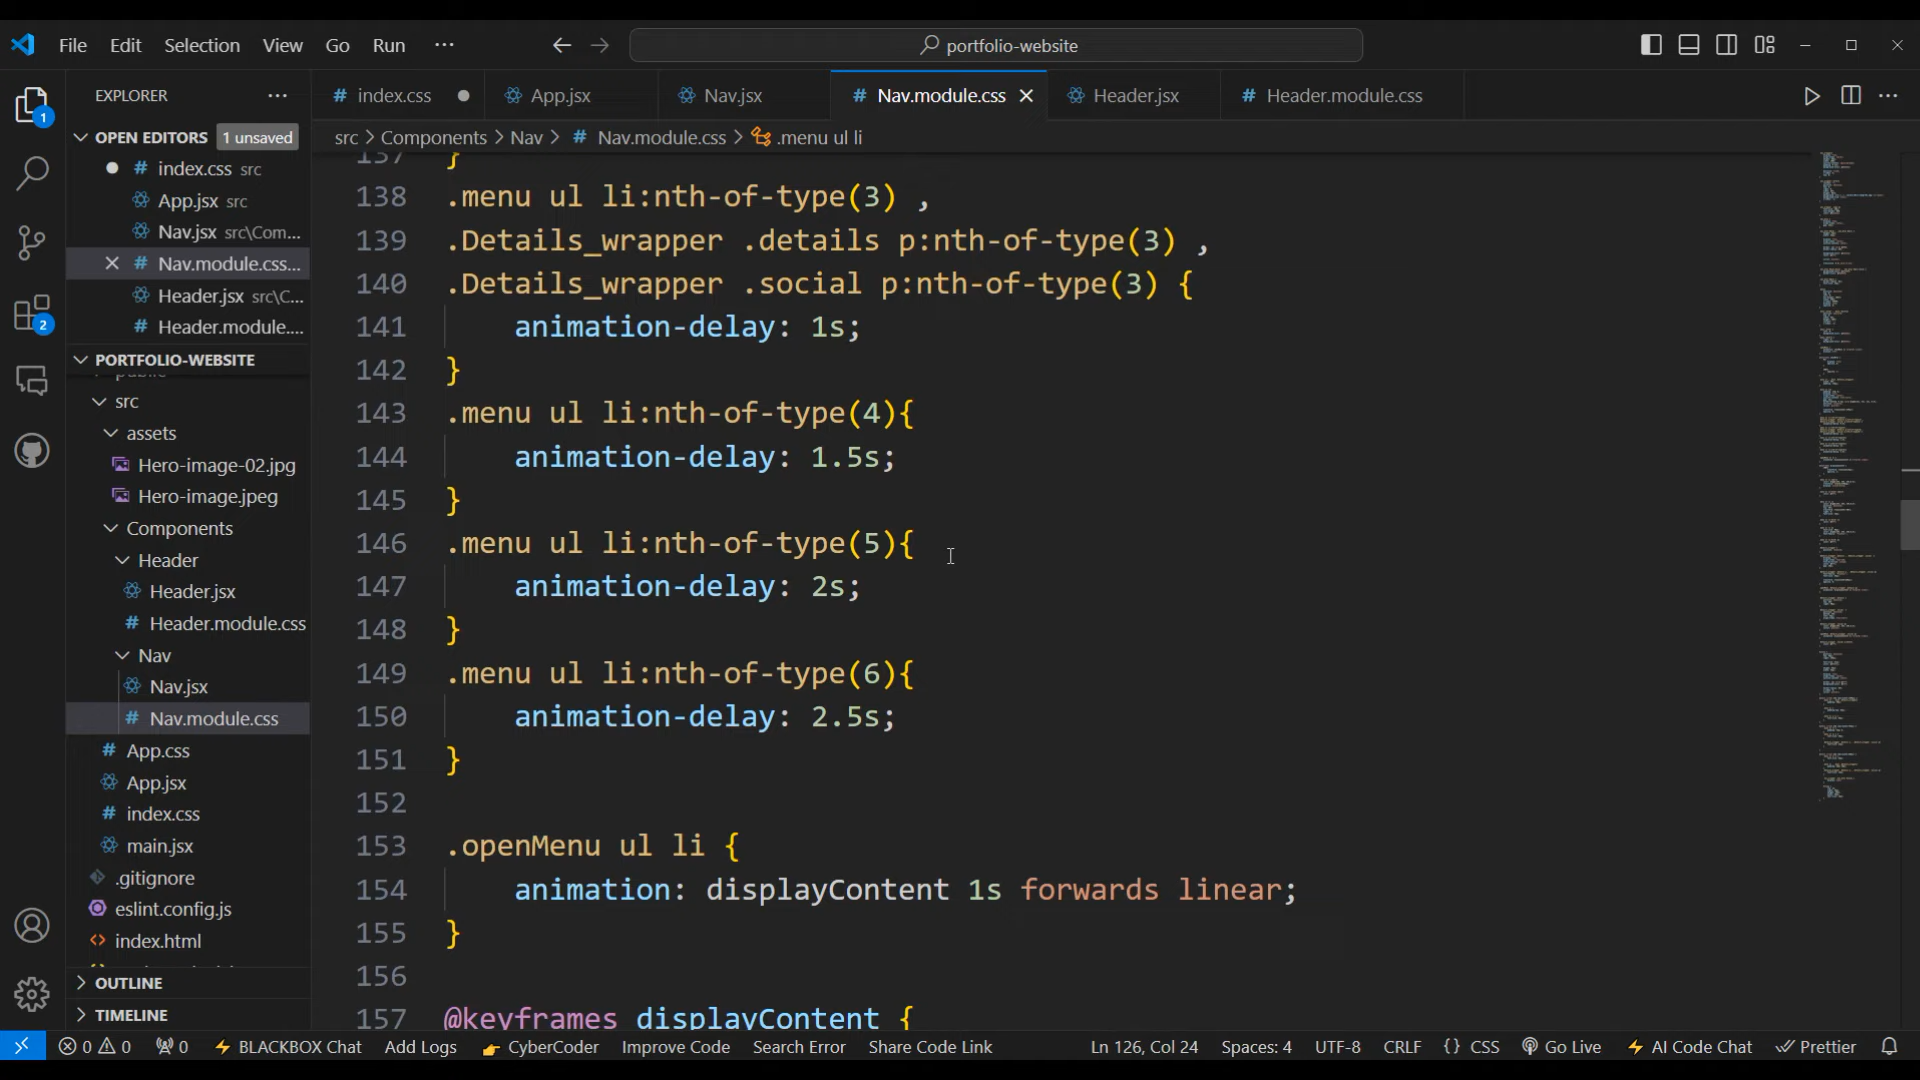 File Edit Selection View Go Run ···
portfolio-website
EXPLORER
OPEN EDITORS 1 unsaved
index.css src
App.jsx src
Nav.jsx src\Com...
Nav.module.css...
Header.jsx src\C...
Header.module....
PORTFOLIO-WEBSITE
src
assets
Hero-image-02.jpg
Hero-image.jpeg
Components
Header
Header.jsx
Header.module.css
Nav
Nav.jsx
Nav.module.css
App.css
App.jsx
index.css
main.jsx
.gitignore
eslint.config.js
index.html
OUTLINE
TIMELINE
index.css App.jsx Nav.jsx Nav.module.css Header.jsx Header.module.css
src > Components > Nav > # Nav.module.css > .menu ul li
137 }
138 .menu ul li:nth-of-type(3) ,
139 .Details_wrapper .details p:nth-of-type(3) ,
140 .Details_wrapper .social p:nth-of-type(3) {
141 animation-delay: 1s;
142 }
143 .menu ul li:nth-of-type(4){
144 animation-delay: 1.5s;
145 }
146 .menu ul li:nth-of-type(5){
147 animation-delay: 2s;
148 }
149 .menu ul li:nth-of-type(6){
150 animation-delay: 2.5s;
151 }
152
153 .openMenu ul li {
154 animation: displayContent 1s forwards linear;
155 }
156
157 @keyframes displayContent {
0 0 0 BLACKBOX Chat Add Logs CyberCoder Improve Code Search Error Share Code Link Ln 126, Col 24 Spaces: 4 UTF-8 CRLF {} CSS Go Live AI Code Chat Prettier